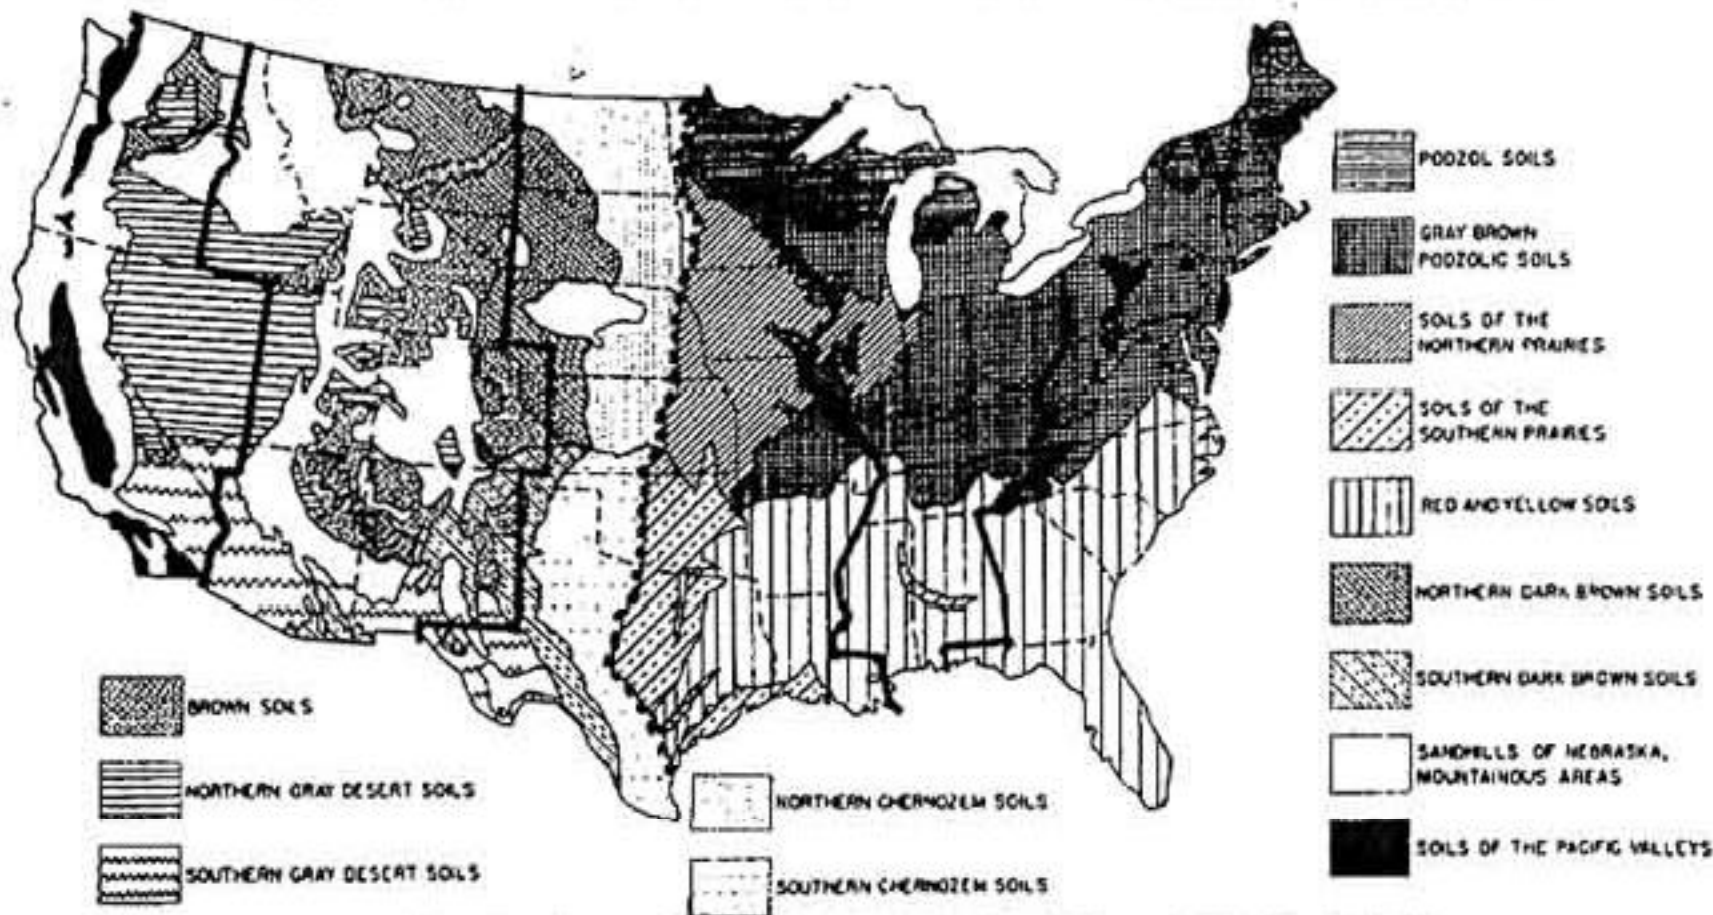 PODZOL SOILS
GRAY BROWN
PODZOLIC SOILS
SOILS OF THE
NORTHERN PRAIRIES
SOILS OF THE
SOUTHERN PRAIRIES
RED AND YELLOW SOILS
NORTHERN DARK BROWN SOILS
SOUTHERN DARK BROWN SOILS
SANDHILLS OF NEBRASKA,
MOUNTAINOUS AREAS
SOILS OF THE PACIFIC VALLEYS
BROWN SOILS
NORTHERN GRAY DESERT SOILS
SOUTHERN GRAY DESERT SOILS
NORTHERN CHERNOZEM SOILS
SOUTHERN CHERNOZEM SOILS